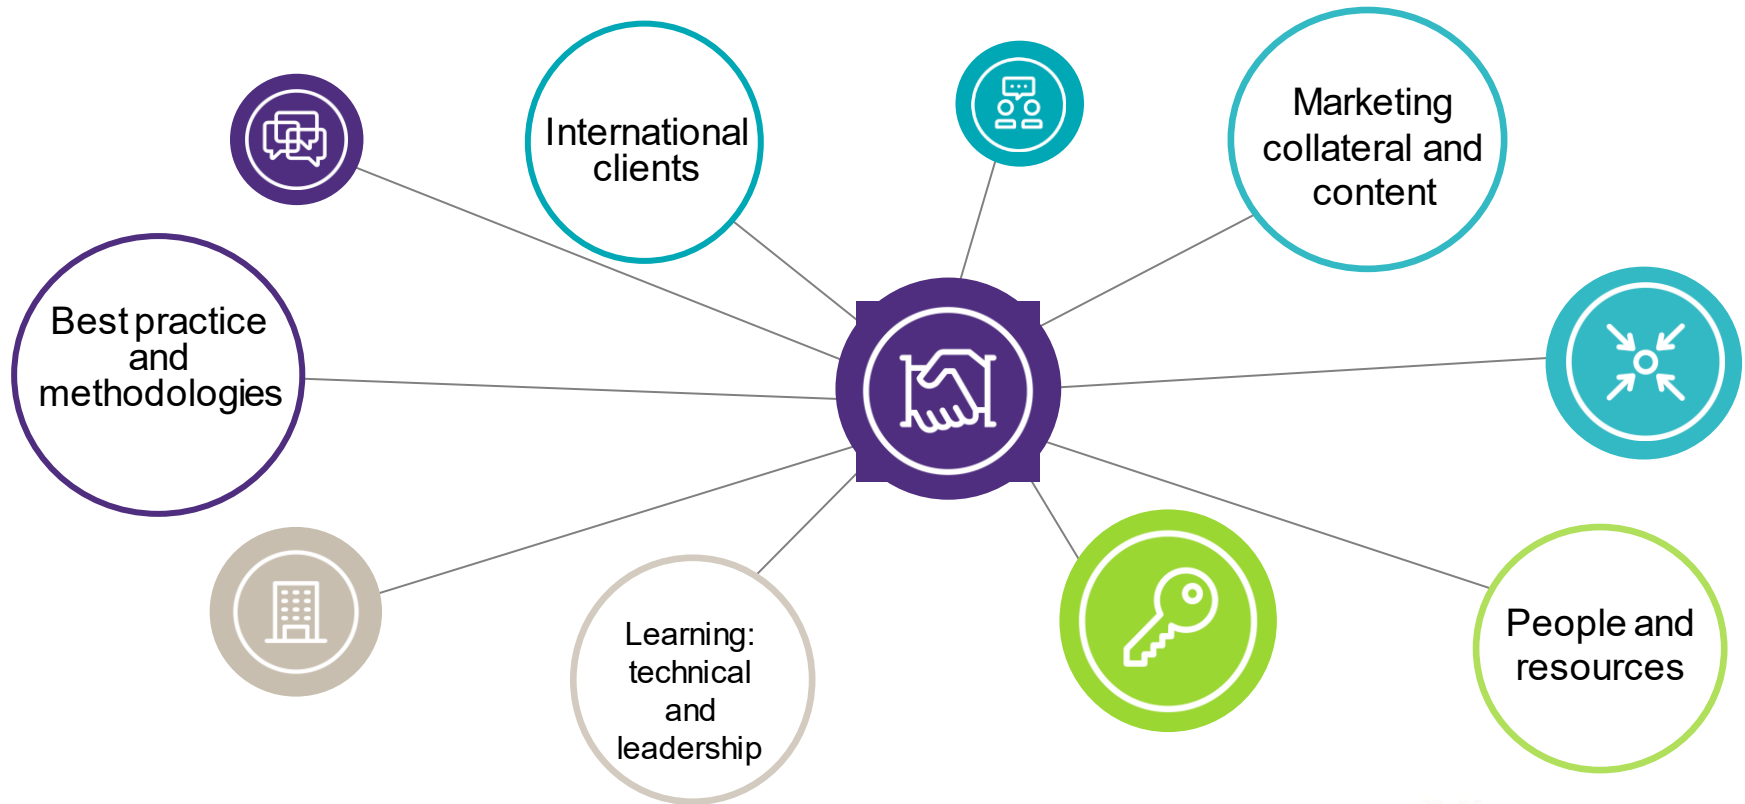 International
clients
Marketing
collateral and
content
Best practice
and
methodologies
Learning:
technical
and
leadership
People and
resources